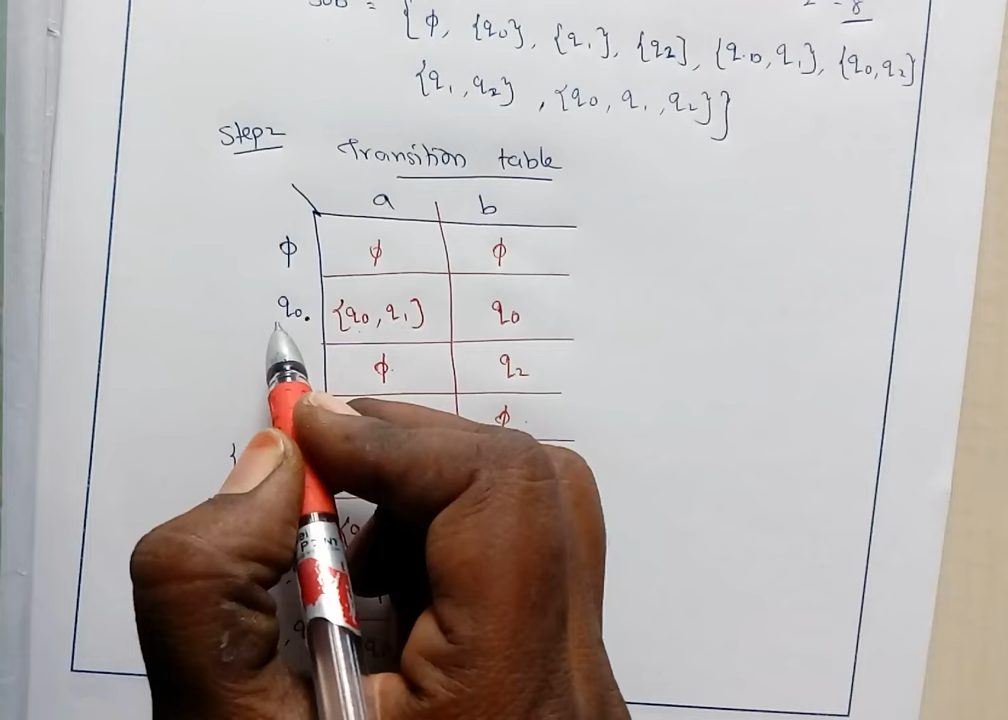 = {ϕ, {q0}, {q1}, {q2}, {q0, q1}, {q0, q2}
{q1, q2}, {q0, q1, q2}}
Step2
Transition table
a b
ϕ ϕ ϕ
q0. {q0, q1} q0
ϕ. q2
ϕ.
{